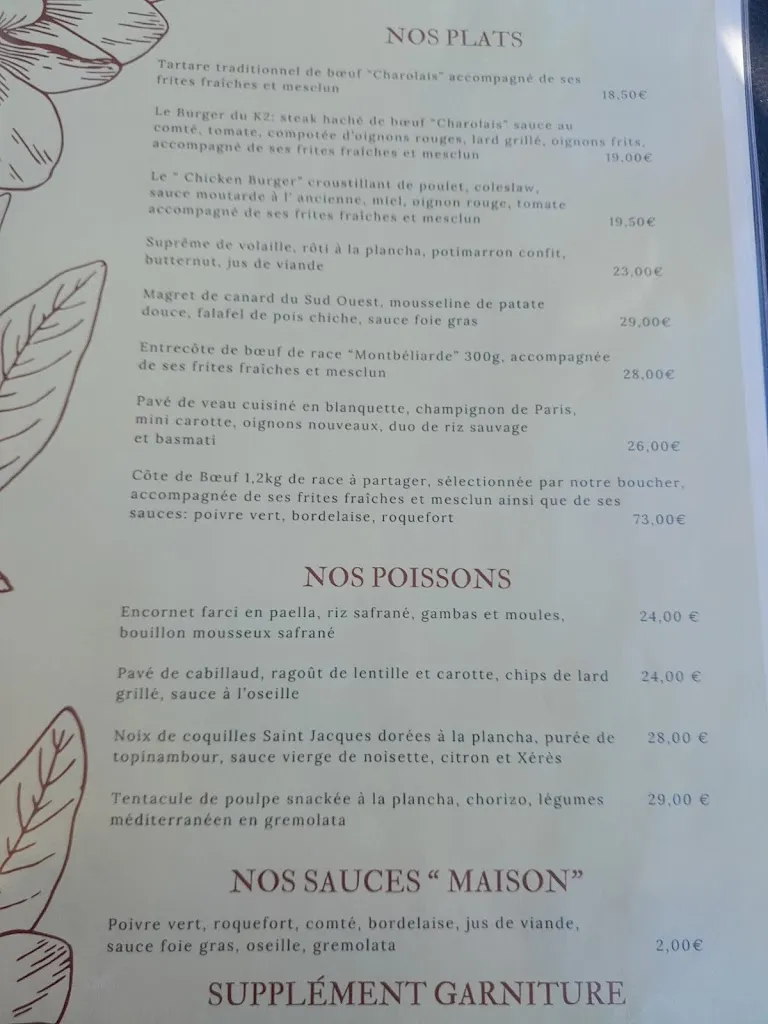 NOS PLATS
Tartare traditionnel de bœuf "Charolais" accompagné de ses
frites fraîches et mesclun
18,50€
Le Burger du K2: steak haché de bœuf "Charolais" sauce au
comté, tomate, compotée d'oignons rouges, lard grillé, oignons frits,
accompagné de ses frites fraîches et mesclun
19,00€
Le " Chicken Burger" croustillant de poulet, coleslaw,
sauce moutarde à l' ancienne, miel, oignon rouge, tomate
accompagné de ses frites fraîches et mesclun
19,50€
Suprême de volaille, rôti à la plancha, potimarron confit,
butternut, jus de viande
23,00€
Magret de canard du Sud Ouest, mousseline de patate
douce, falafel de pois chiche, sauce foie gras
29,00€
Entrecôte de bœuf de race "Montbéliarde" 300g, accompagnée
de ses frites fraîches et mesclun
28,00€
Pavé de veau cuisiné en blanquette, champignon de Paris,
mini carotte, oignons nouveaux, duo de riz sauvage
et basmati
26,00€
Côte de Bœuf 1,2kg de race à partager, sélectionnée par notre boucher,
accompagnée de ses frites fraîches et mesclun ainsi que de ses
sauces: poivre vert, bordelaise, roquefort
73,00€
NOS POISSONS
Encornet farci en paella, riz safrané, gambas et moules,
bouillon mousseux safrané
24,00 €
Pavé de cabillaud, ragoût de lentille et carotte, chips de lard
grillé, sauce à l'oseille
24,00 €
Noix de coquilles Saint Jacques dorées à la plancha, purée de
topinambour, sauce vierge de noisette, citron et Xérès
28,00 €
Tentacule de poulpe snackée à la plancha, chorizo, légumes
méditerranéen en gremolata
29,00 €
NOS SAUCES “ MAISON”
Poivre vert, roquefort, comté, bordelaise, jus de viande,
sauce foie gras, oseille, gremolata
2,00€
SUPPLÉMENT GARNITURE